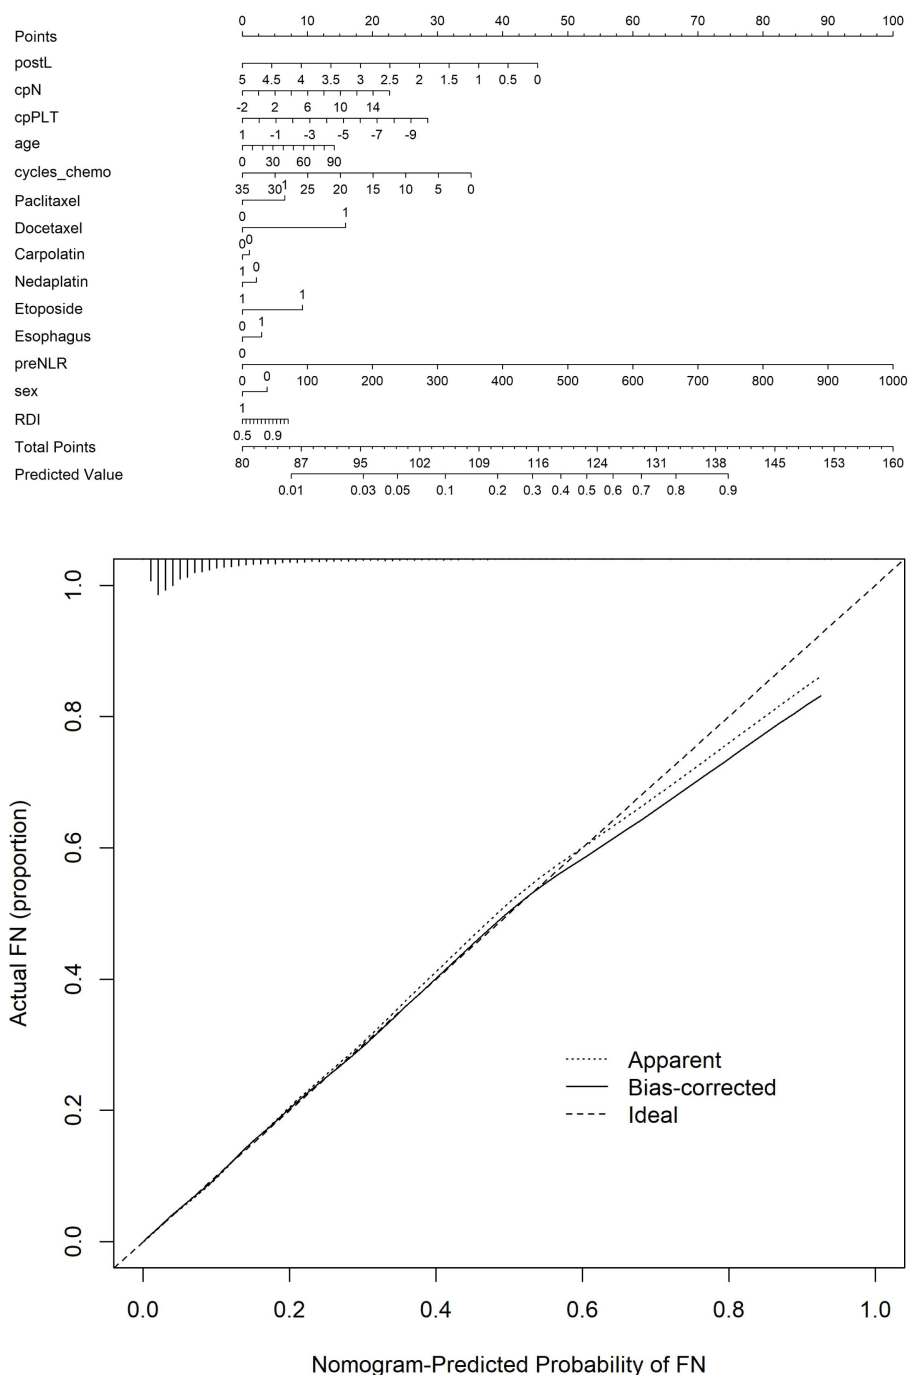 Points 0 10 20 30 40 50 60 70 80 90 100
postL
5 4.5 4 3.5 3 2.5 2 1.5 1 0.5 0
cpN
-2 2 6 10 14
cpPLT
1 -1 -3 -5 -7 -9
age
0 30 60 90
cycles_chemo
35 30 25 20 15 10 5 0
1
Paclitaxel
0 1
Docetaxel
0 0
Carpolatin
1 0
Nedaplatin
1 1
Etoposide
0 1
Esophagus
0
preNLR
0 100 200 300 400 500 600 700 800 900 1000
0
sex
1
RDI
0.5 0.9
Total Points
80 87 95 102 109 116 124 131 138 145 153 160
Predicted Value
0.01 0.03 0.05 0.1 0.2 0.3 0.4 0.5 0.6 0.7 0.8 0.9
1.0
0.8
0.6
0.4
0.2
0.0
Actual FN (proportion)
Apparent
Bias-corrected
Ideal
0.0 0.2 0.4 0.6 0.8 1.0
Nomogram-Predicted Probability of FN